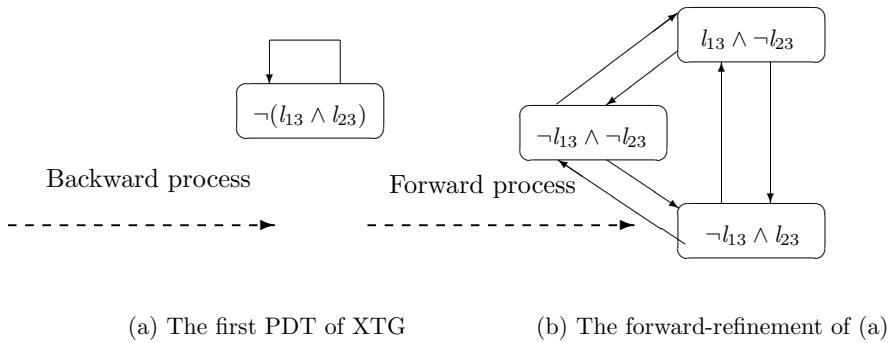 l₁₃ ∧ ¬l₂₃
¬(l₁₃ ∧ l₂₃)
¬l₁₃ ∧ ¬l₂₃
Backward process
Forward process
¬l₁₃ ∧ l₂₃
(a) The first PDT of XTG
(b) The forward-refinement of (a)